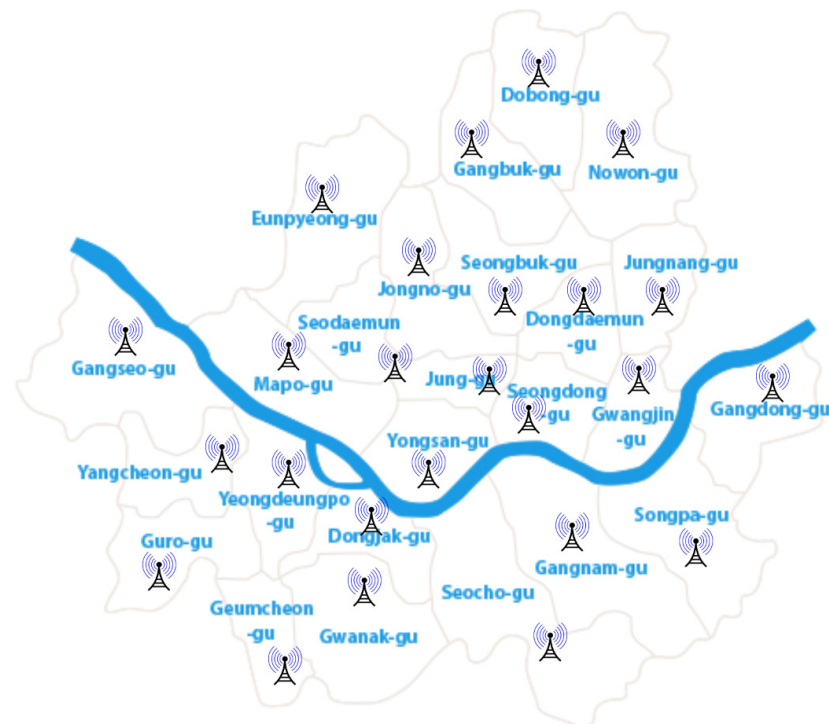 Dobong-gu
Gangbuk-gu
Nowon-gu
Eunpyeong-gu
Seongbuk-gu
Jungnang-gu
Jongno-gu
Seodaemun
-gu
Dongdaemun
-gu
Gangseo-gu
Mapo-gu
Jung-gu
Seongdong
-gu
Gwangjin
-gu
Gangdong-gu
Yongsan-gu
Yangcheon-gu
Yeongdeungpo
-gu
Songpa-gu
Dongjak-gu
Guro-gu
Gangnam-gu
Seocho-gu
Geumcheon
-gu
Gwanak-gu